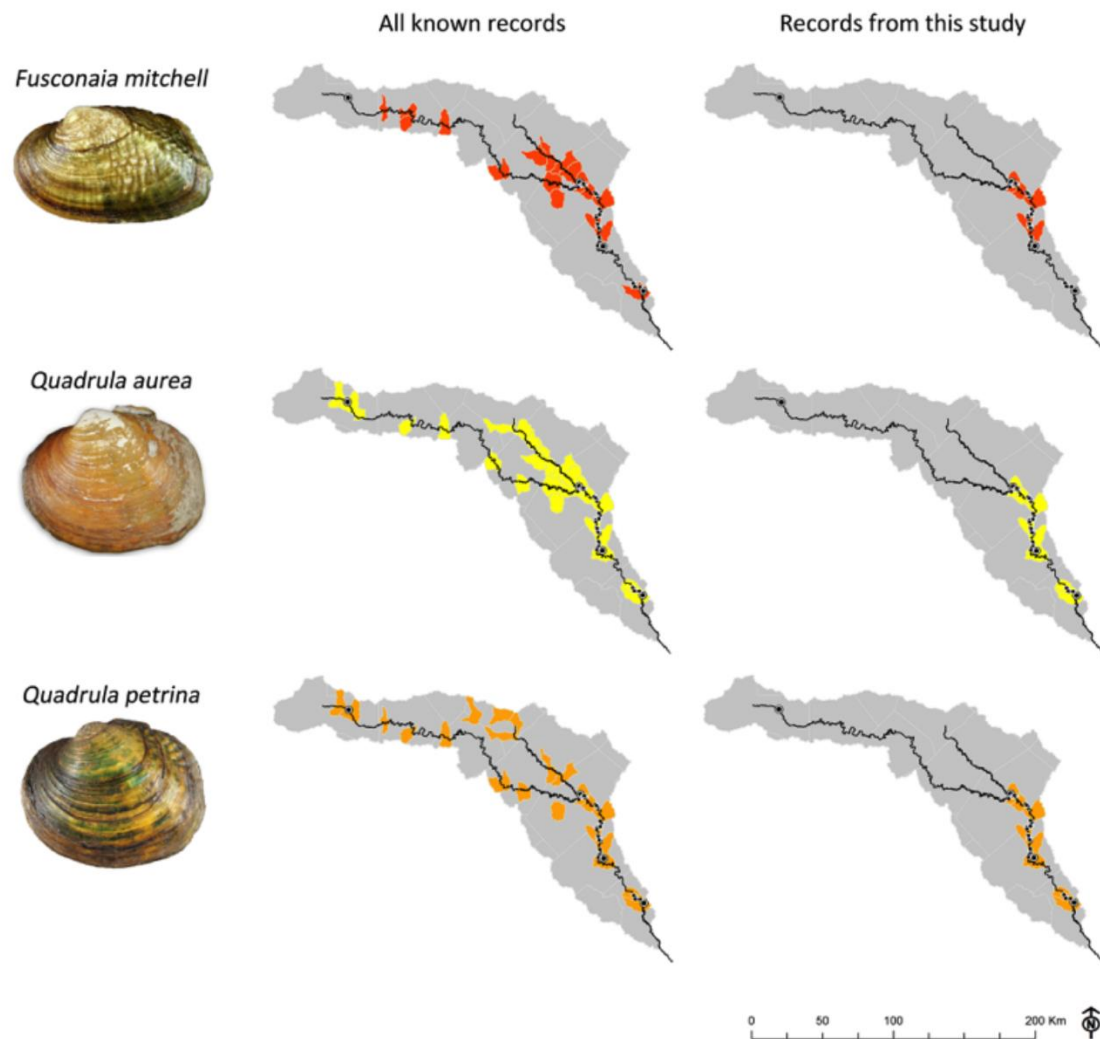 All known records
Records from this study
Fusconaia mitchell
Quadrula aurea
Quadrula petrina
0 50 100 200 Km
N